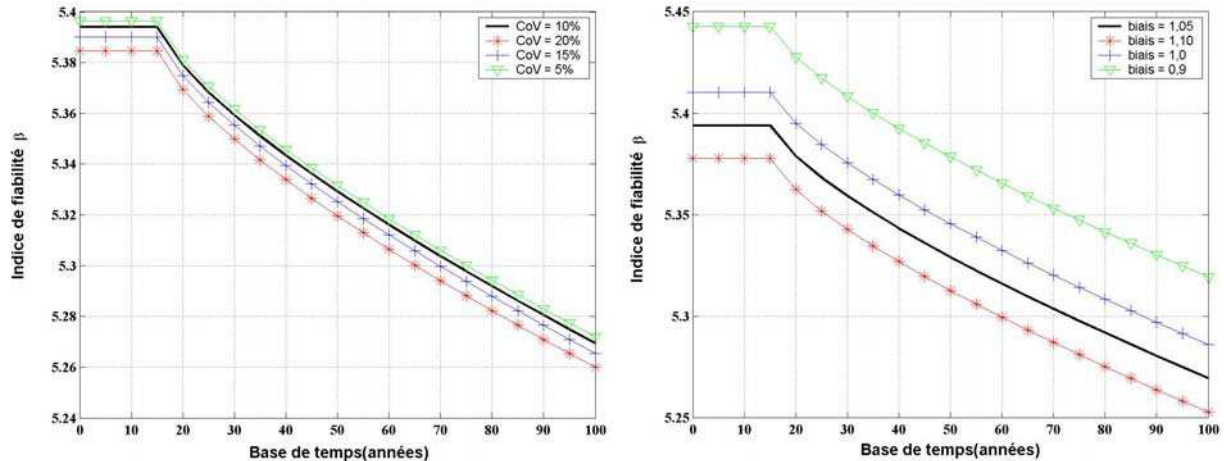 5.4
5.38
5.36
5.34
5.32
5.3
5.28
5.26
5.24
Indice de fiabilité β
CoV = 10%
CoV = 20%
CoV = 15%
CoV = 5%
0 10 20 30 40 50 60 70 80 90 100
Base de temps(années)
5.45
5.4
5.35
5.3
5.25
Indice de fiabilité β
biais = 1,05
biais = 1,10
biais = 1,0
biais = 0,9
0 10 20 30 40 50 60 70 80 90 100
Base de temps(années)